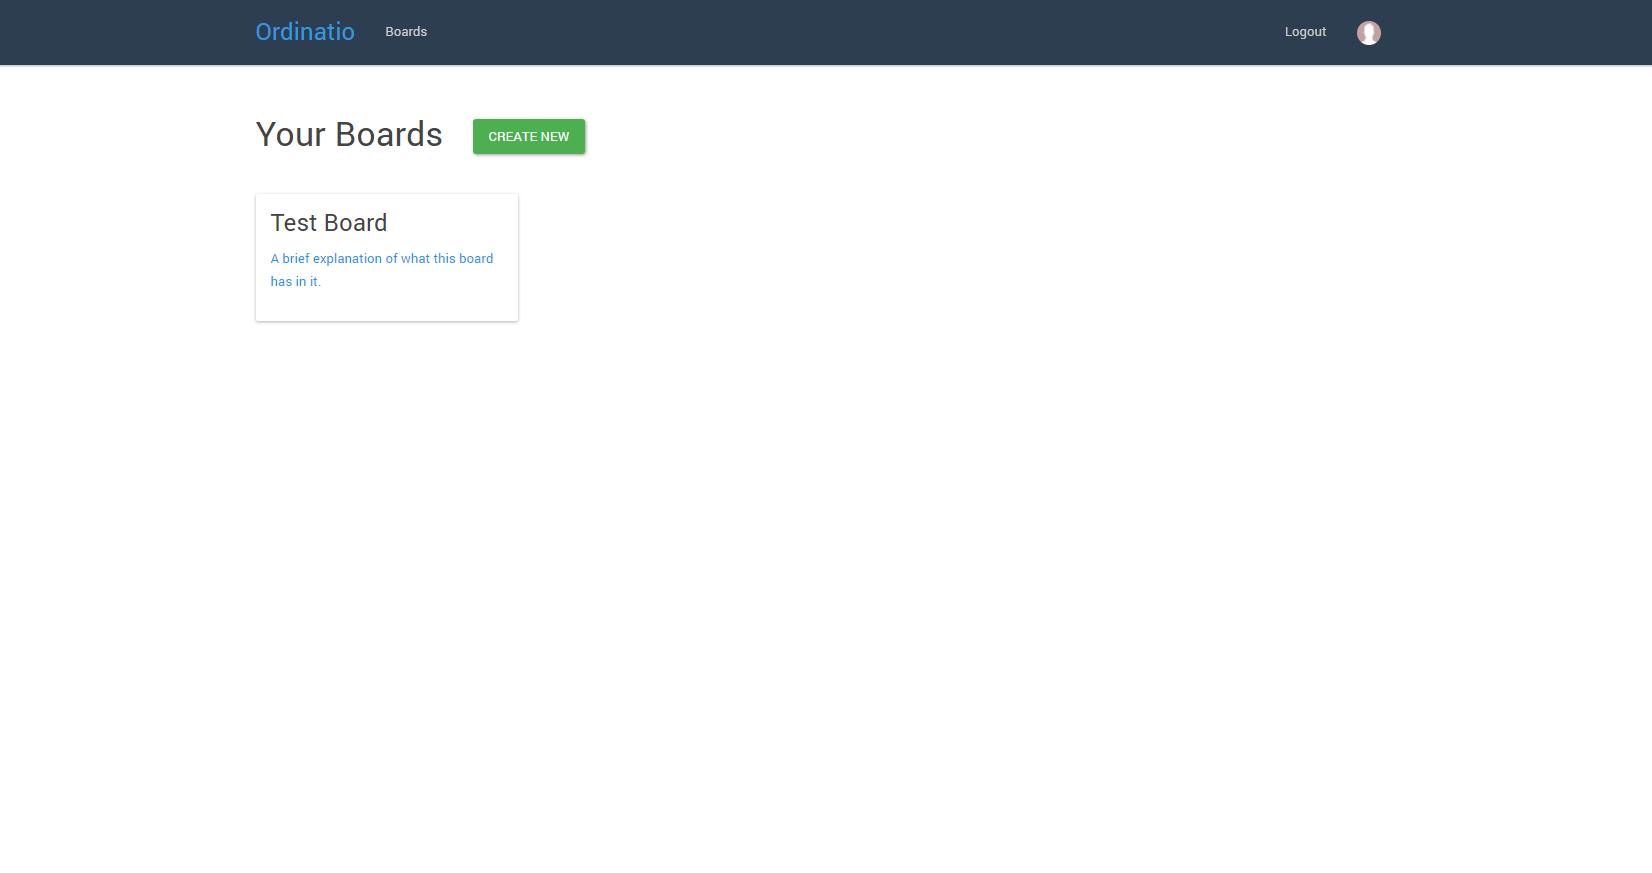 Ordinatio
Boards
Logout
Your Boards
CREATE NEW
Test Board
A brief explanation of what this board
has in it.